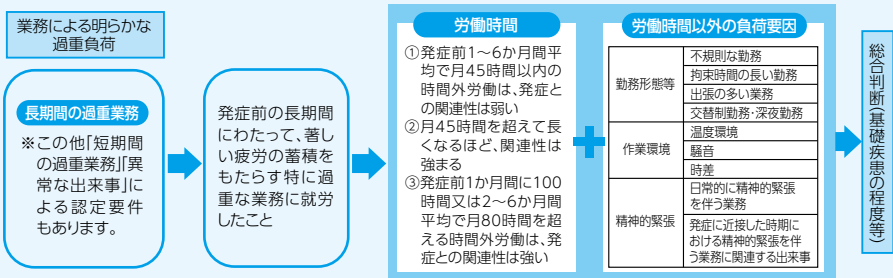 業務による明らかな
過重負荷
長期間の過重業務
※この他「短期間
の過重業務」「異
常な出来事」に
よる認定要件
もあります。
発症前の長期間
にわたって、著し
い疲労の蓄積を
もたらす特に過
重な業務に就労
したこと
労働時間
①発症前1～6か月間平
均で月45時間以内の
時間外労働は、発症と
の関連性は弱い
②月45時間を超えて長
くなるほど、関連性は
強まる
③発症前1か月間に100
時間又は2～6か月間
平均で月80時間を超
える時間外労働は、発
症との関連性は強い
+
労働時間以外の負荷要因
勤務形態等
不規則な勤務
拘束時間の長い勤務
出張の多い業務
交替制勤務・深夜勤務
作業環境
温度環境
騒音
時差
精神的緊張
日常的に精神的緊張
を伴う業務
発症に近接した時期に
おける精神的緊張を伴
う業務に関連する出来事
総合判断(基礎疾患の程度等)